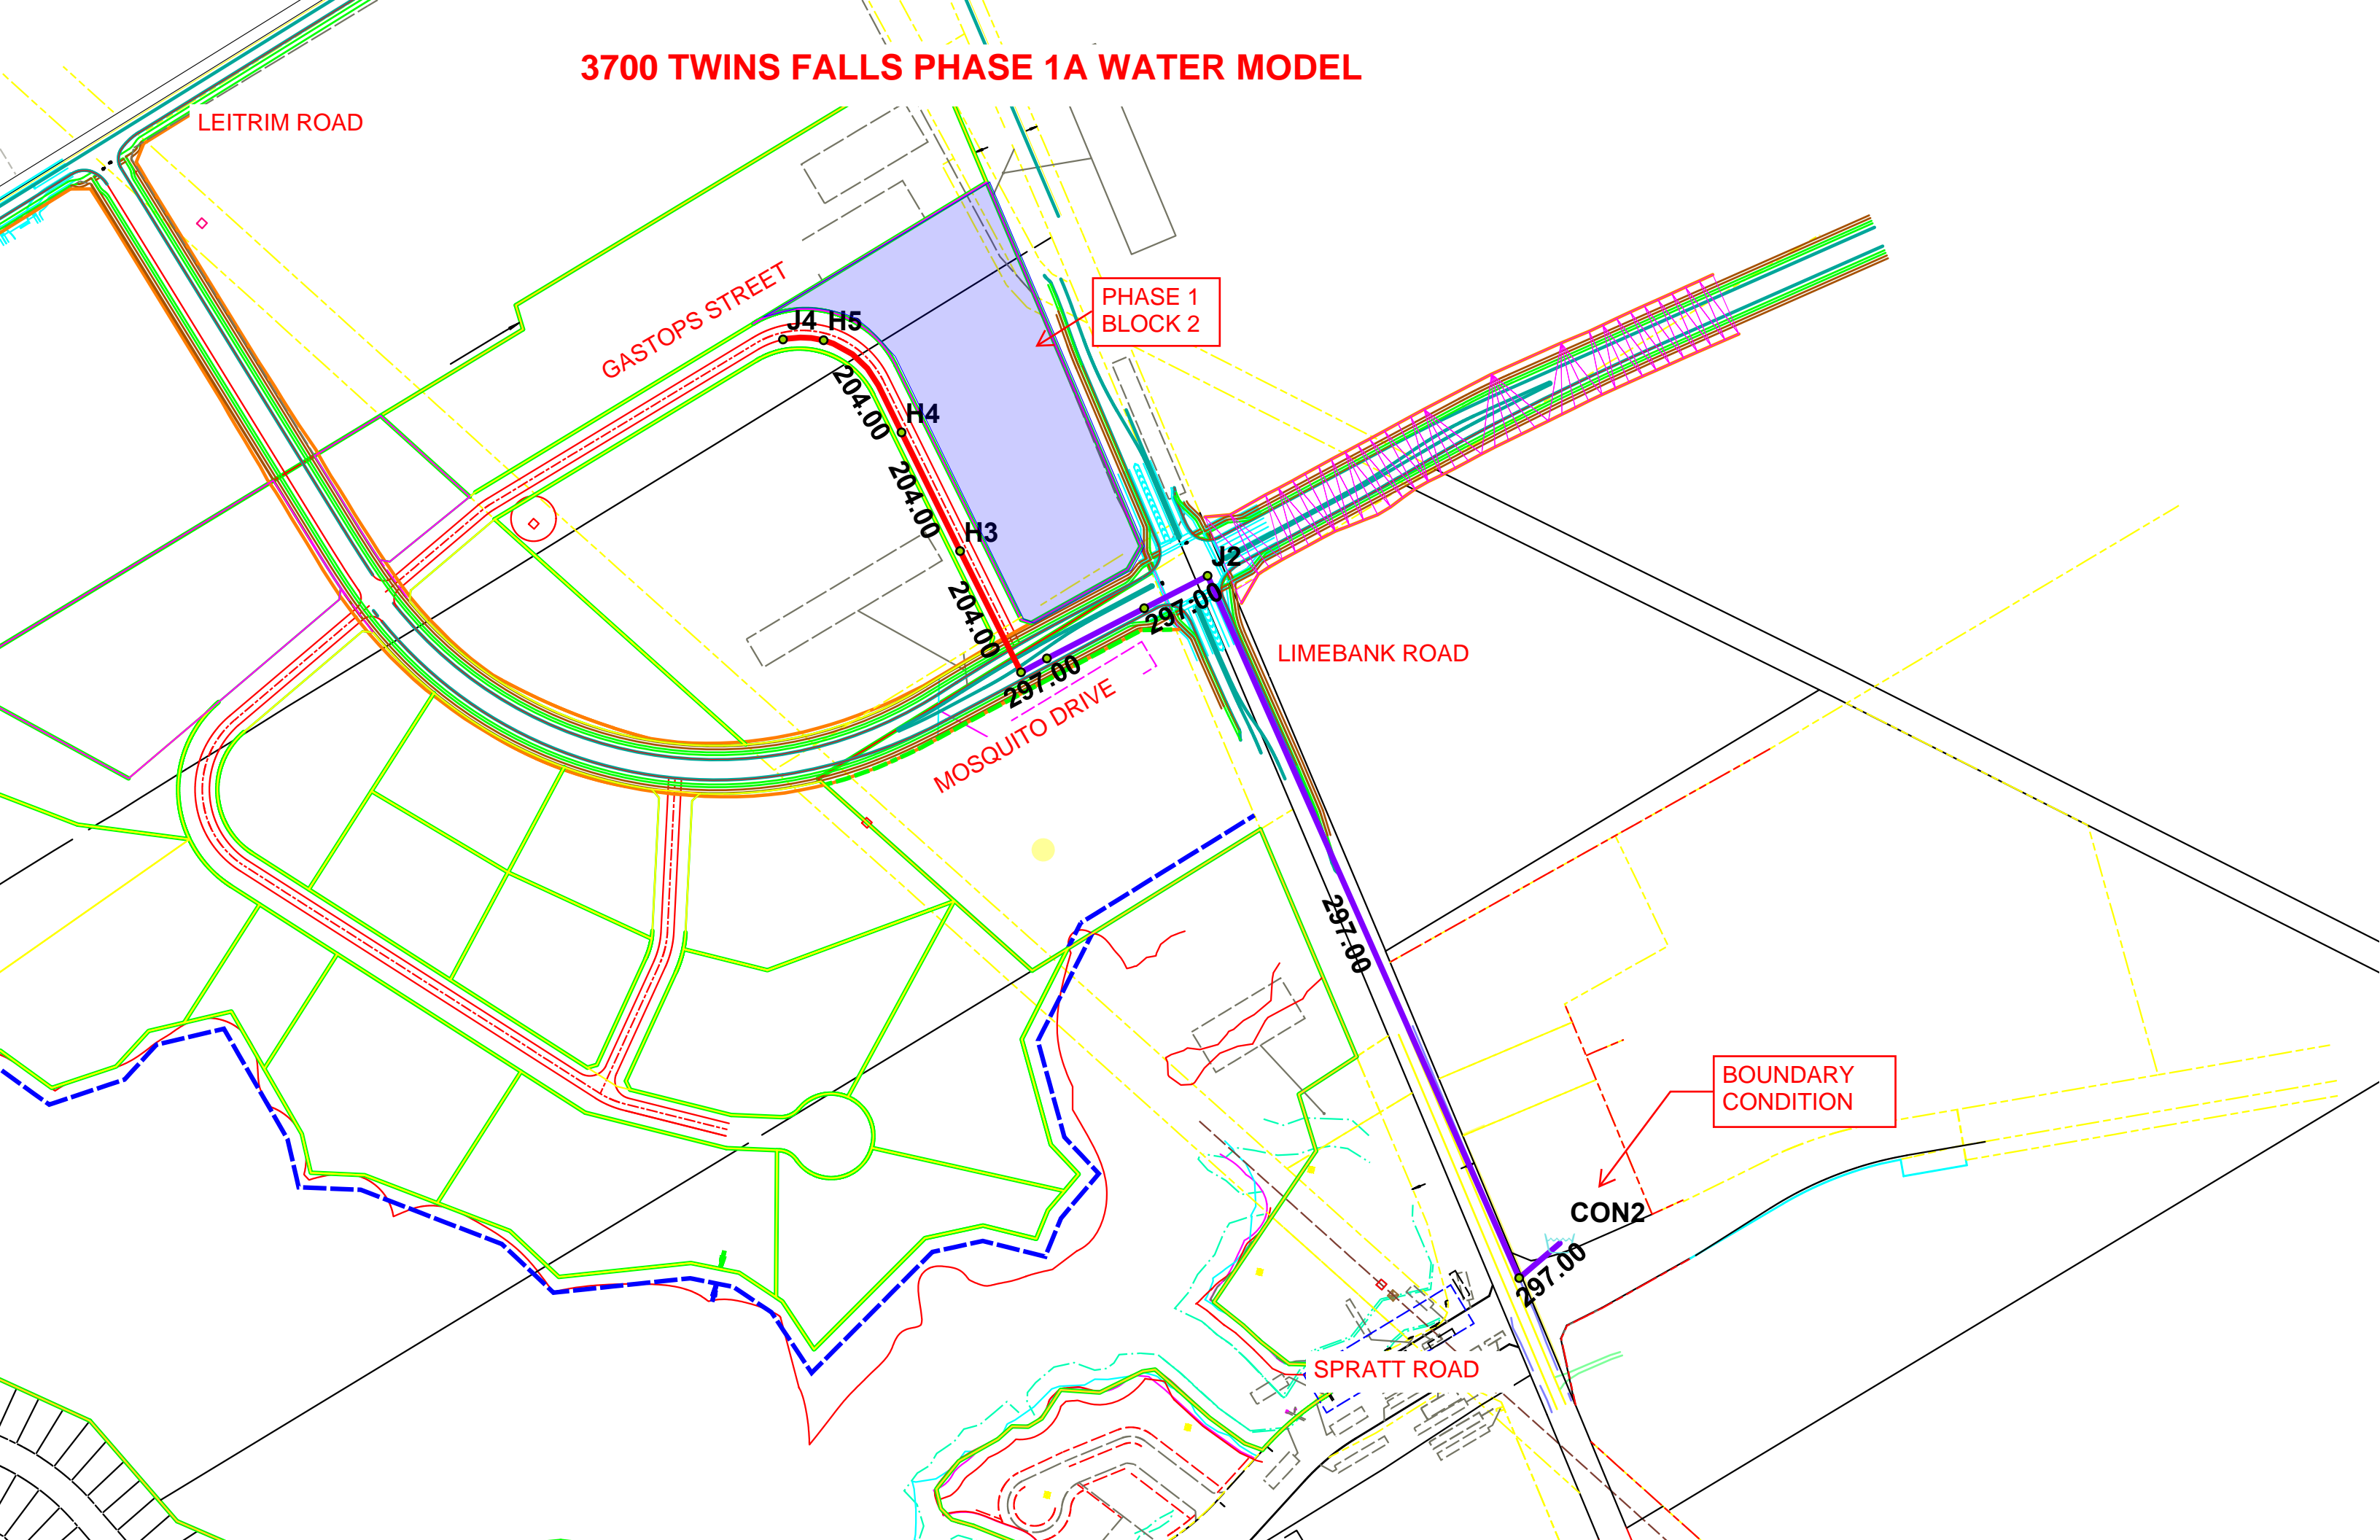 3700 TWINS FALLS PHASE 1A WATER MODEL
LEITRIM ROAD
GASTOPS STREET
PHASE 1
BLOCK 2
J4
H5
204.00
H4
204.00
H3
204.00
J2
297.00
297.00
MOSQUITO DRIVE
LIMEBANK ROAD
297.00
BOUNDARY
CONDITION
CON2
297.00
SPRATT ROAD